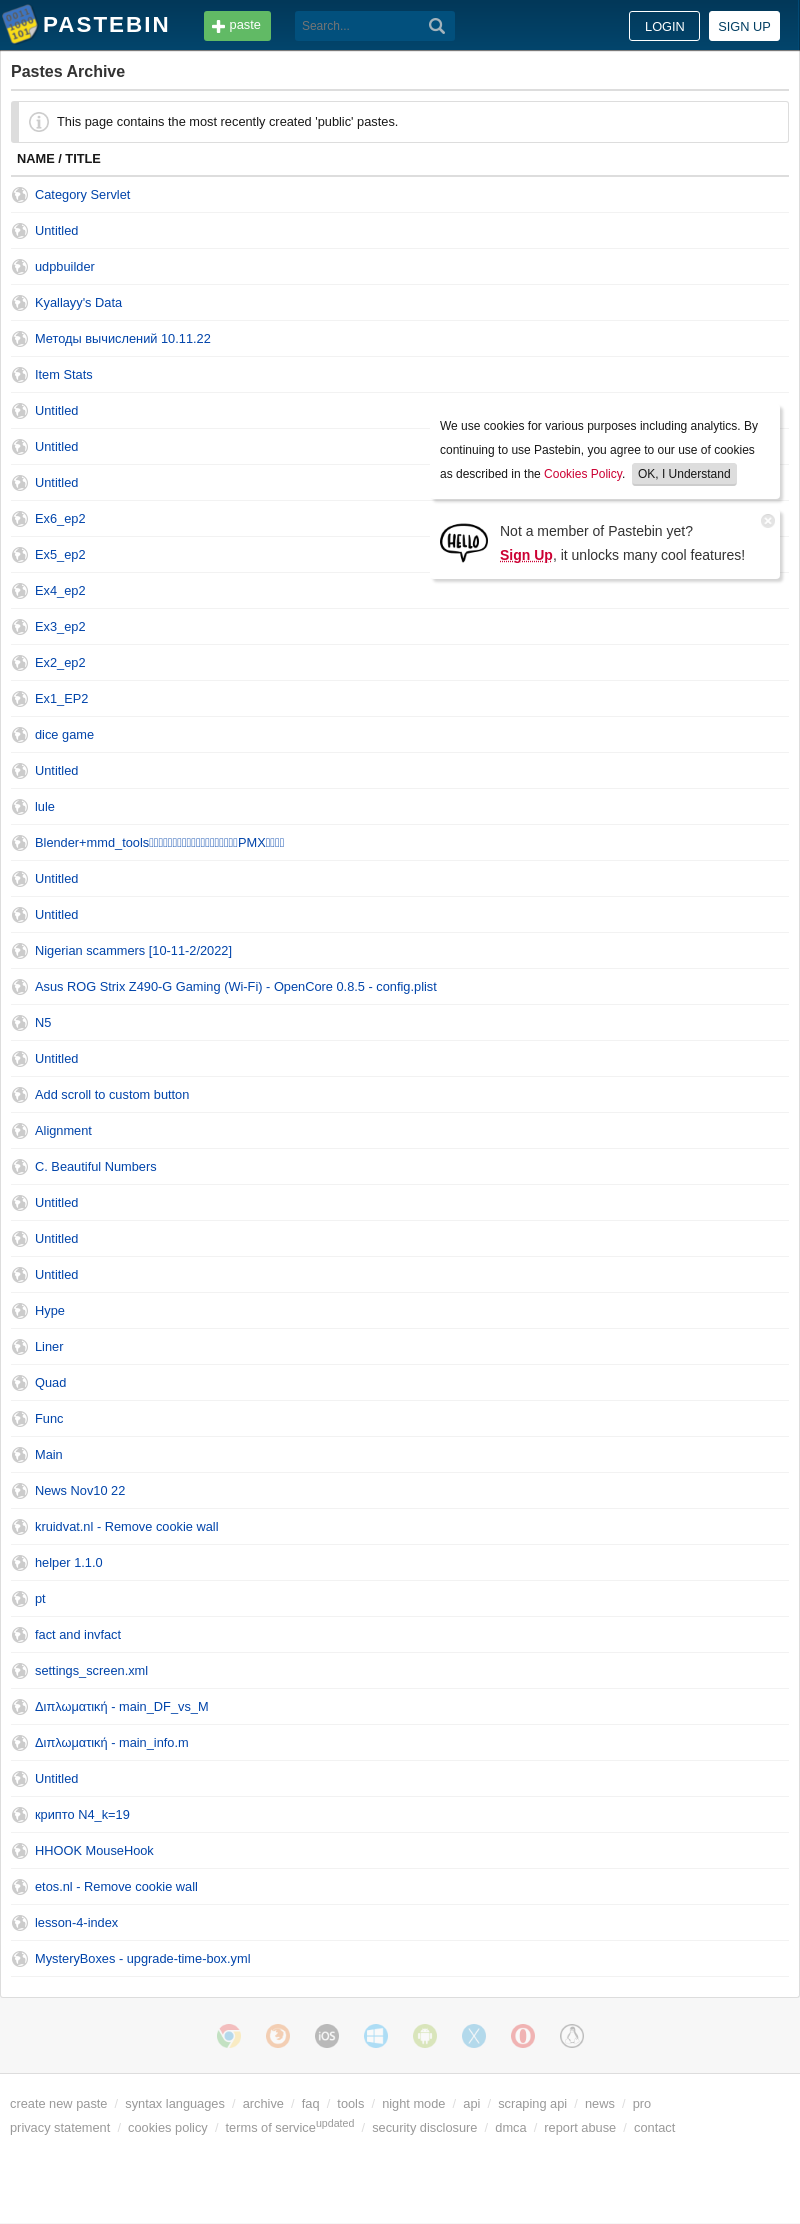 PASTEBIN paste Search... LOGIN SIGN UP
Pastes Archive
This page contains the most recently created 'public' pastes.
NAME / TITLE
Category Servlet
Untitled
udpbuilder
Kyallayy's Data
Методы вычислений 10.11.22
Item Stats
Untitled
Untitled
Untitled
Ex6_ep2
Ex5_ep2
Ex4_ep2
Ex3_ep2
Ex2_ep2
Ex1_EP2
dice game
Untitled
lule
Blender+mmd_tools PMX
Untitled
Untitled
Nigerian scammers [10-11-2/2022]
Asus ROG Strix Z490-G Gaming (Wi-Fi) - OpenCore 0.8.5 - config.plist
N5
Untitled
Add scroll to custom button
Alignment
C. Beautiful Numbers
Untitled
Untitled
Untitled
Hype
Liner
Quad
Func
Main
News Nov10 22
kruidvat.nl - Remove cookie wall
helper 1.1.0
pt
fact and invfact
settings_screen.xml
Διπλωματική - main_DF_vs_M
Διπλωματική - main_info.m
Untitled
крипто N4_k=19
HHOOK MouseHook
etos.nl - Remove cookie wall
lesson-4-index
MysteryBoxes - upgrade-time-box.yml
We use cookies for various purposes including analytics. By
continuing to use Pastebin, you agree to our use of cookies
as described in the Cookies Policy. OK, I Understand
HELLO
Not a member of Pastebin yet?
Sign Up, it unlocks many cool features!
iOS
create new paste / syntax languages / archive / faq / tools / night mode / api / scraping api / news / pro
privacy statement / cookies policy / terms of service updated / security disclosure / dmca / report abuse / contact